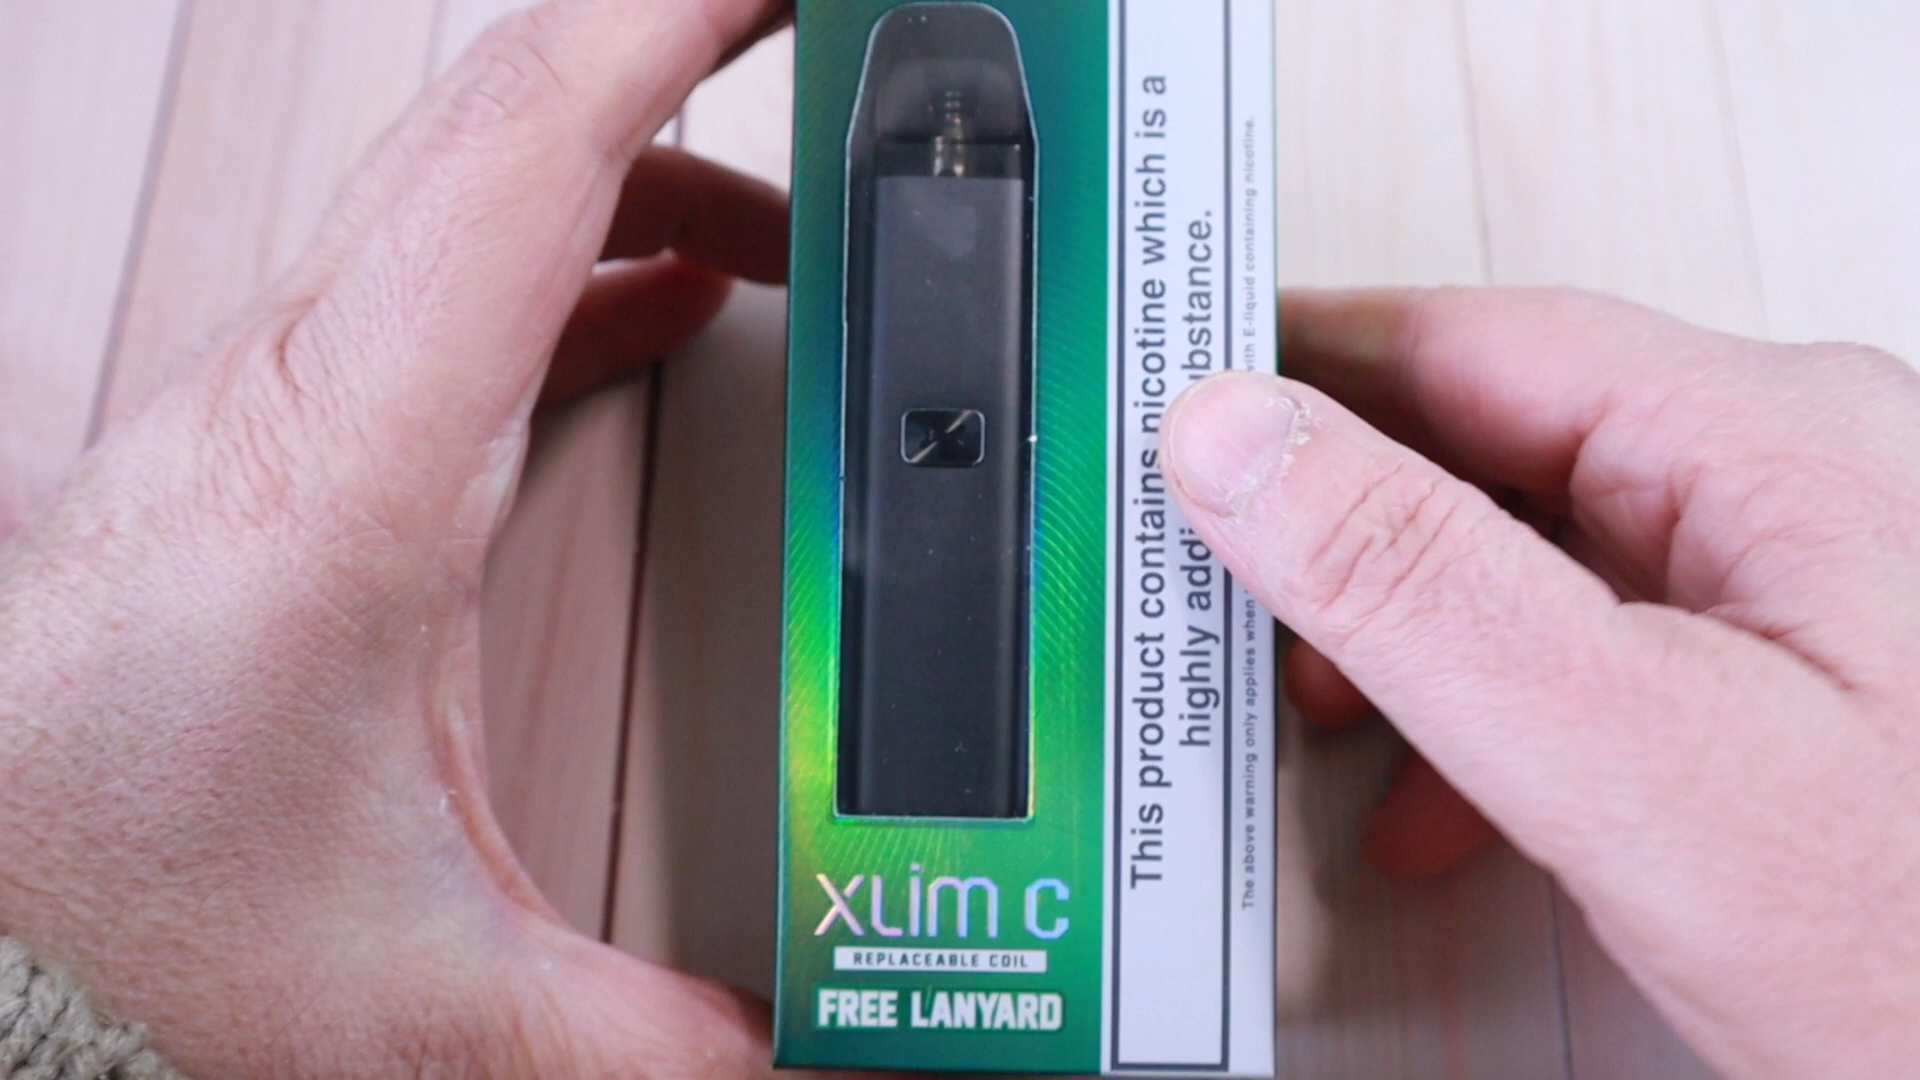 XLIM C
REPLACEABLE COIL
FREE LANYARD
This product contains nicotine which is a
highly
The above warning only applies when with E-liquid containing nicotine.